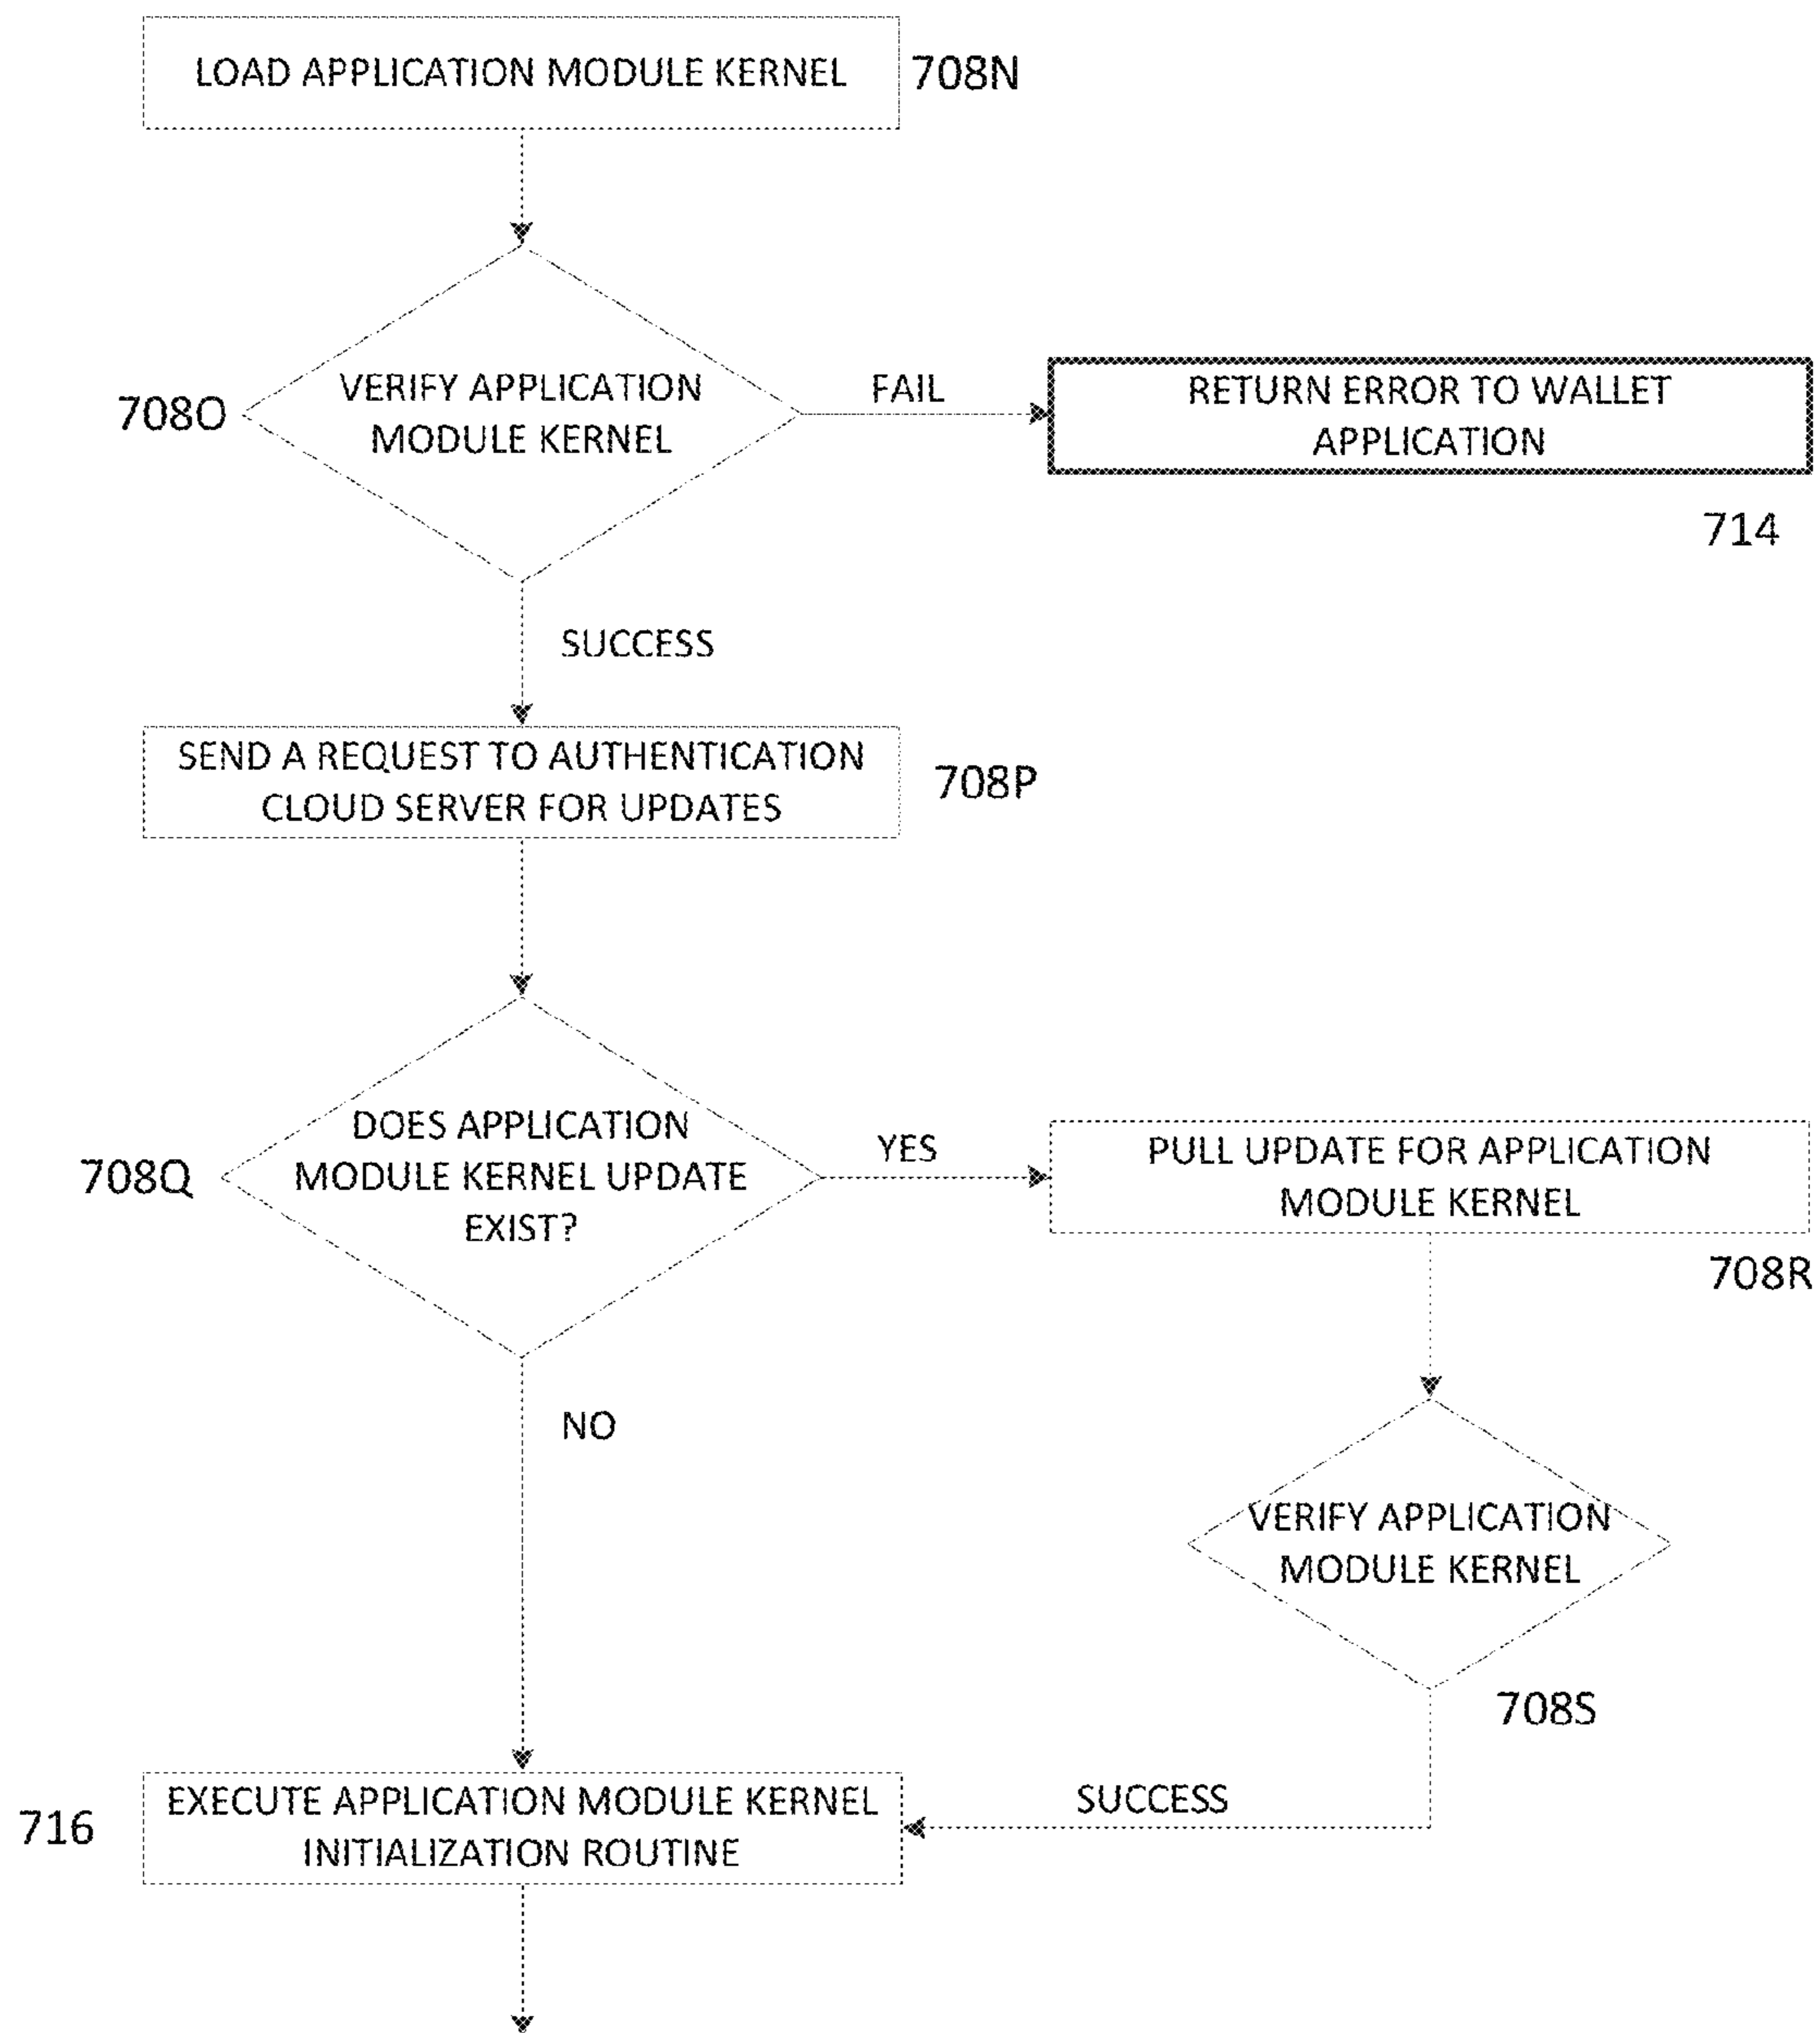 LOAD APPLICATION MODULE KERNEL
708N
VERIFY APPLICATION
MODULE KERNEL
708O
FAIL
RETURN ERROR TO WALLET
APPLICATION
714
SUCCESS
SEND A REQUEST TO AUTHENTICATION
CLOUD SERVER FOR UPDATES
708P
DOES APPLICATION
MODULE KERNEL UPDATE
EXIST?
708Q
YES
PULL UPDATE FOR APPLICATION
MODULE KERNEL
708R
NO
VERIFY APPLICATION
MODULE KERNEL
708S
SUCCESS
716
EXECUTE APPLICATION MODULE KERNEL
INITIALIZATION ROUTINE